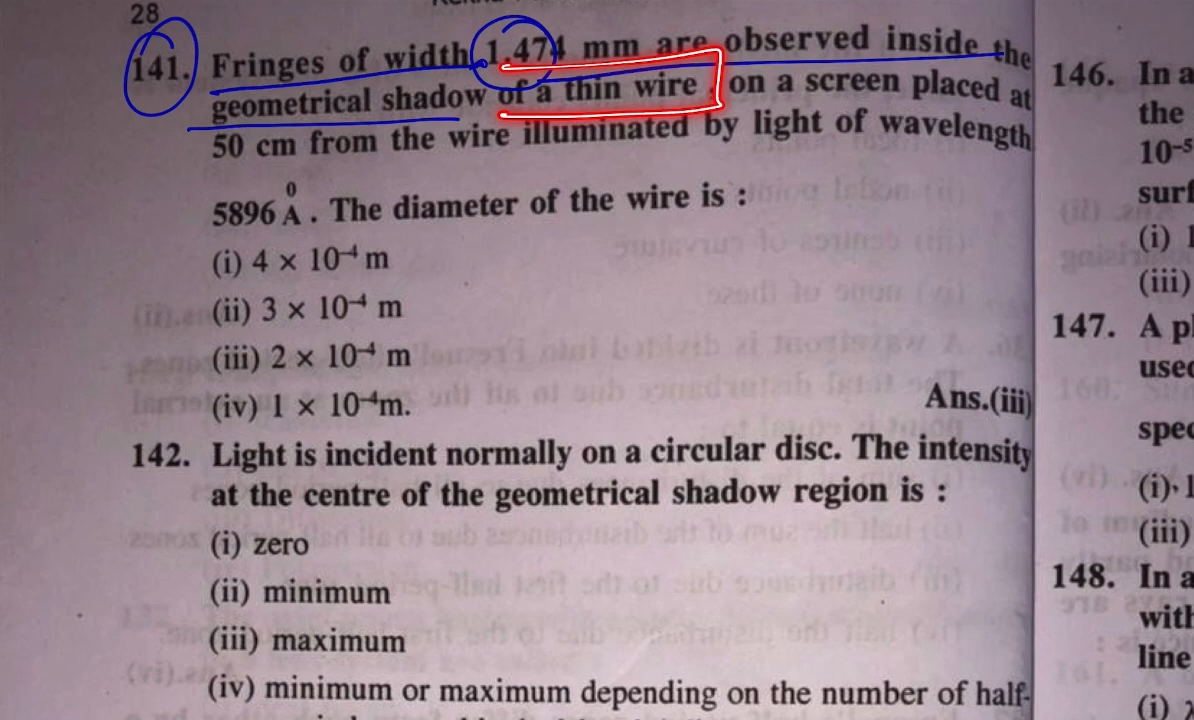 28
141. Fringes of width 1.474 mm are observed inside the
geometrical shadow of a thin wire on a screen placed at
50 cm from the wire illuminated by light of wavelength
5896 Å . The diameter of the wire is :
(i) 4 × 10⁻⁴ m
(ii) 3 × 10⁻⁴ m
(iii) 2 × 10⁻⁴ m
(iv) 1 × 10⁻⁴m.
Ans.(iii)
142. Light is incident normally on a circular disc. The intensity
at the centre of the geometrical shadow region is :
(i) zero
(ii) minimum
(iii) maximum
(iv) minimum or maximum depending on the number of half-
146. In a
the
10⁻⁵
surf
(i) 1
(iii)
147. A pl
used
spec
(i) 1
(iii)
148. In a
with
line
(i) 2